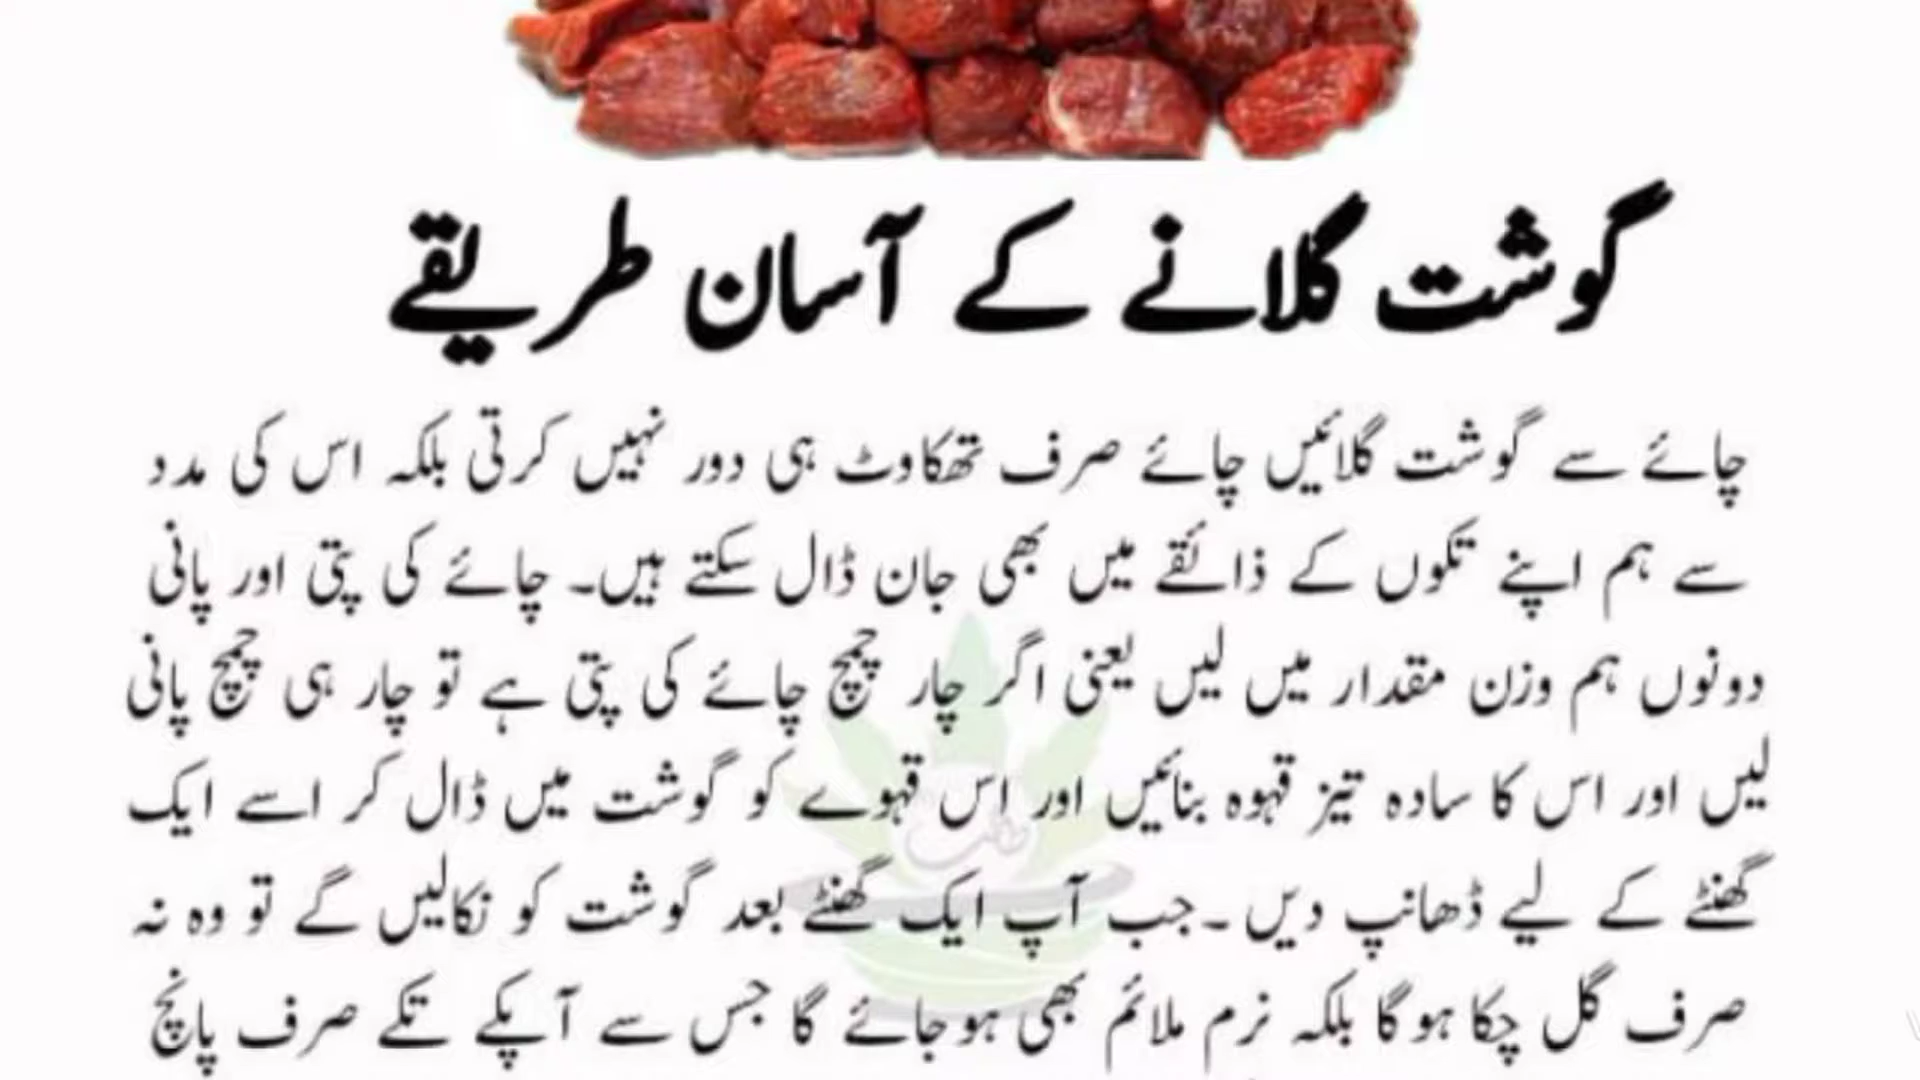 گوشت گلانے کے آسان طریقے
چائے سے گوشت گلائیں چائے صرف تھکاوٹ ہی دور نہیں کرتی بلکہ اس کی مدد
سے ہم اپنے تکوں کے ذائقے میں بھی جان ڈال سکتے ہیں۔ چائے کی پتی اور پانی
دونوں ہم وزن مقدار میں لیں یعنی اگر چار چمچ چائے کی پتی ہے تو چار ہی چمچ پانی
لیں اور اس کا سادہ تیز قہوہ بنائیں اور اس قہوے کو گوشت میں ڈال کر اسے ایک
گھنٹے کے لیے ڈھانپ دیں۔ جب آپ ایک گھنٹے بعد گوشت کو نکالیں گے تو وہ نہ
صرف گل چکا ہوگا بلکہ نرم ملائم بھی ہوجائے گا جس سے آپکے تکے صرف پانچ